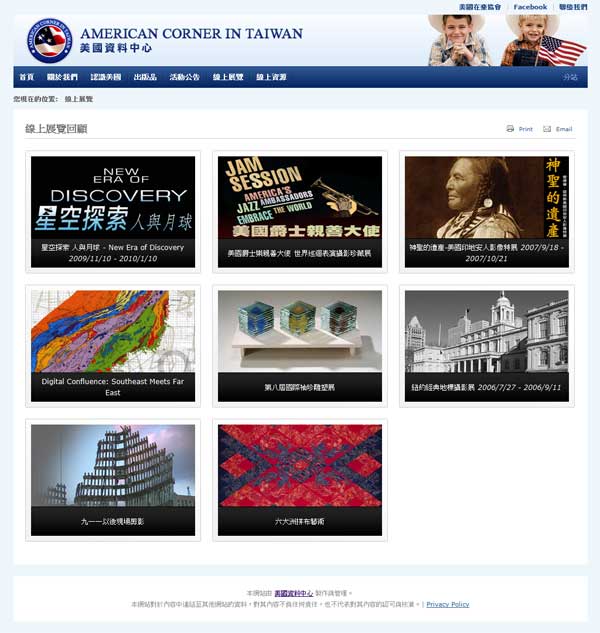 美國在臺協會 | Facebook | 聯絡我們
AMERICAN CORNER IN TAIWAN
美國資料中心
首頁 關於我們 認識美國 出版品 活動公告 線上展覽 線上資源 分站
您現在的位置: 線上展覽
線上展覽回顧
Print Email
NEW
ERA OF
DISCOVERY
星空探索 人與月球
星空探索 人與月球 - New Era of Discovery
2009/11/10 - 2010/1/10
JAM
SESSION
AMERICA'S
JAZZ AMBASSADORS
EMBRACE THE WORLD
美國爵士親善大使
美國爵士樂親善大使 世界巡迴表演攝影珍藏展
神聖的遺產
神聖的遺產-美國印地安人影像特展 2007/9/18 -
2007/10/21
Digital Confluence: Southeast Meets Far
East
第八屆國際袖珍雕塑展
紐約經典地標攝影展 2006/7/27 - 2006/9/11
九一一以後現場剪影
六大洲拼布藝術
本網站由 美國資料中心 製作與管理。
本網站對於內容中連結至其他網站的資料，對其內容不負任何責任，也不代表對其內容的認可與核準。| Privacy Policy